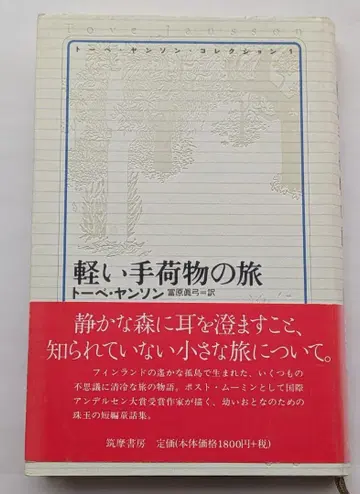 Tove Jansson
トーベ・ヤンソン・コレクション 1
軽い手荷物の旅
トーベ・ヤンソン 冨原眞弓=訳
静かな森に耳を澄ますこと、
知られていない小さな旅について。
フィンランドの遙かな孤島で生まれた、いくつもの
不思議に清冷な旅の物語。ポスト・ムーミンとして国際
アンデルセン大賞受賞作家が描く、幼いおとなのための
珠玉の短編童話集。
筑摩書房 定価(本体価格1800円+税)